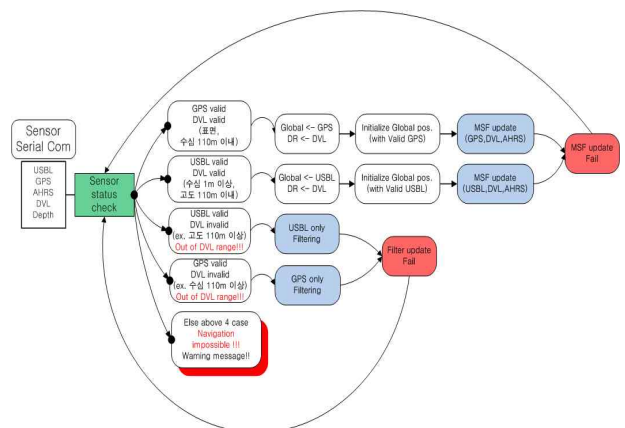 Sensor
Serial Com
USBL
GPS
AHRS
DVL
Depth
Sensor
status
check
GPS valid
DVL valid
(표면,
수심 110m 이내)
Global <- GPS
DR <- DVL
Initialize Global pos.
(with Valid GPS)
MSF update
(GPS,DVL,AHRS)
MSF update
Fail
USBL valid
DVL valid
(수심 1m 이상,
고도 110m 이내)
Global <- USBL
DR <- DVL
Initialize Global pos.
(with Valid USBL)
MSF update
(USBL,DVL,AHRS)
USBL valid
DVL invalid
(ex. 고도 110m 이상)
Out of DVL range!!!
USBL only
Filtering
Filter update
Fail
GPS valid
DVL invalid
(ex. 수심 110m 이상)
Out of DVL range!!!
GPS only
Filtering
Else above 4 case
Navigation
impossible !!!
Warning message!!